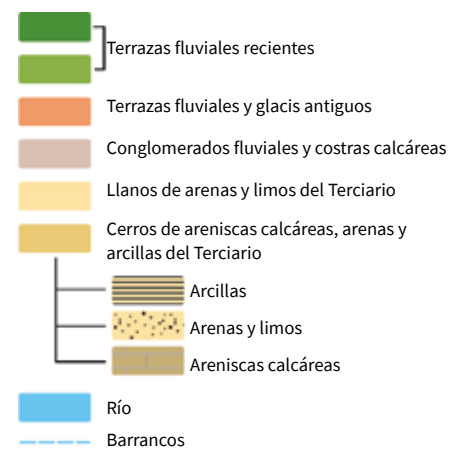 Terrazas fluviales recientes
Terrazas fluviales y glacis antiguos
Conglomerados fluviales y costras calcáreas
Llanos de arenas y limos del Terciario
Cerros de areniscas calcáreas, arenas y
arcillas del Terciario
Arcillas
Arenas y limos
Areniscas calcáreas
Río
Barrancos